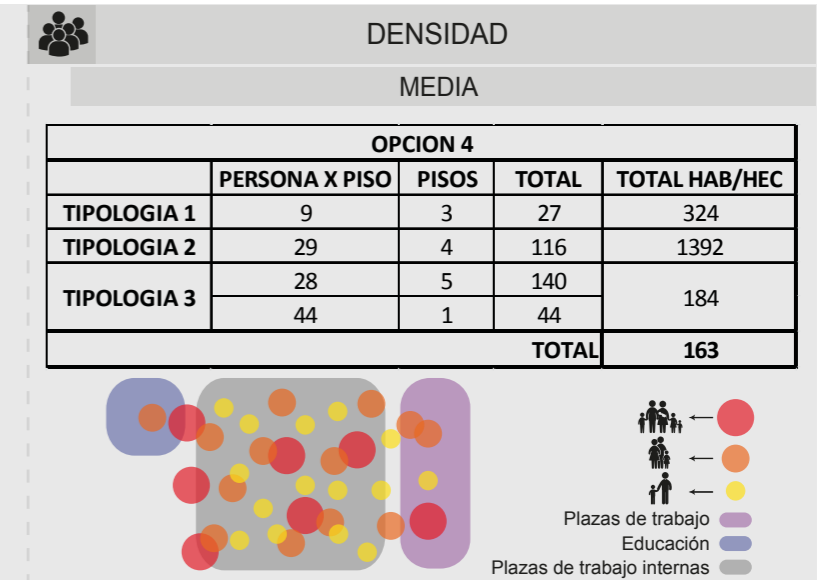 DENSIDAD
MEDIA
OPCION 4
PERSONA X PISO PISOS TOTAL TOTAL HAB/HEC
TIPOLOGIA 1 9 3 27 324
TIPOLOGIA 2 29 4 116 1392
TIPOLOGIA 3 28 5 140 184
44 1 44
TOTAL 163
Plazas de trabajo
Educación
Plazas de trabajo internas